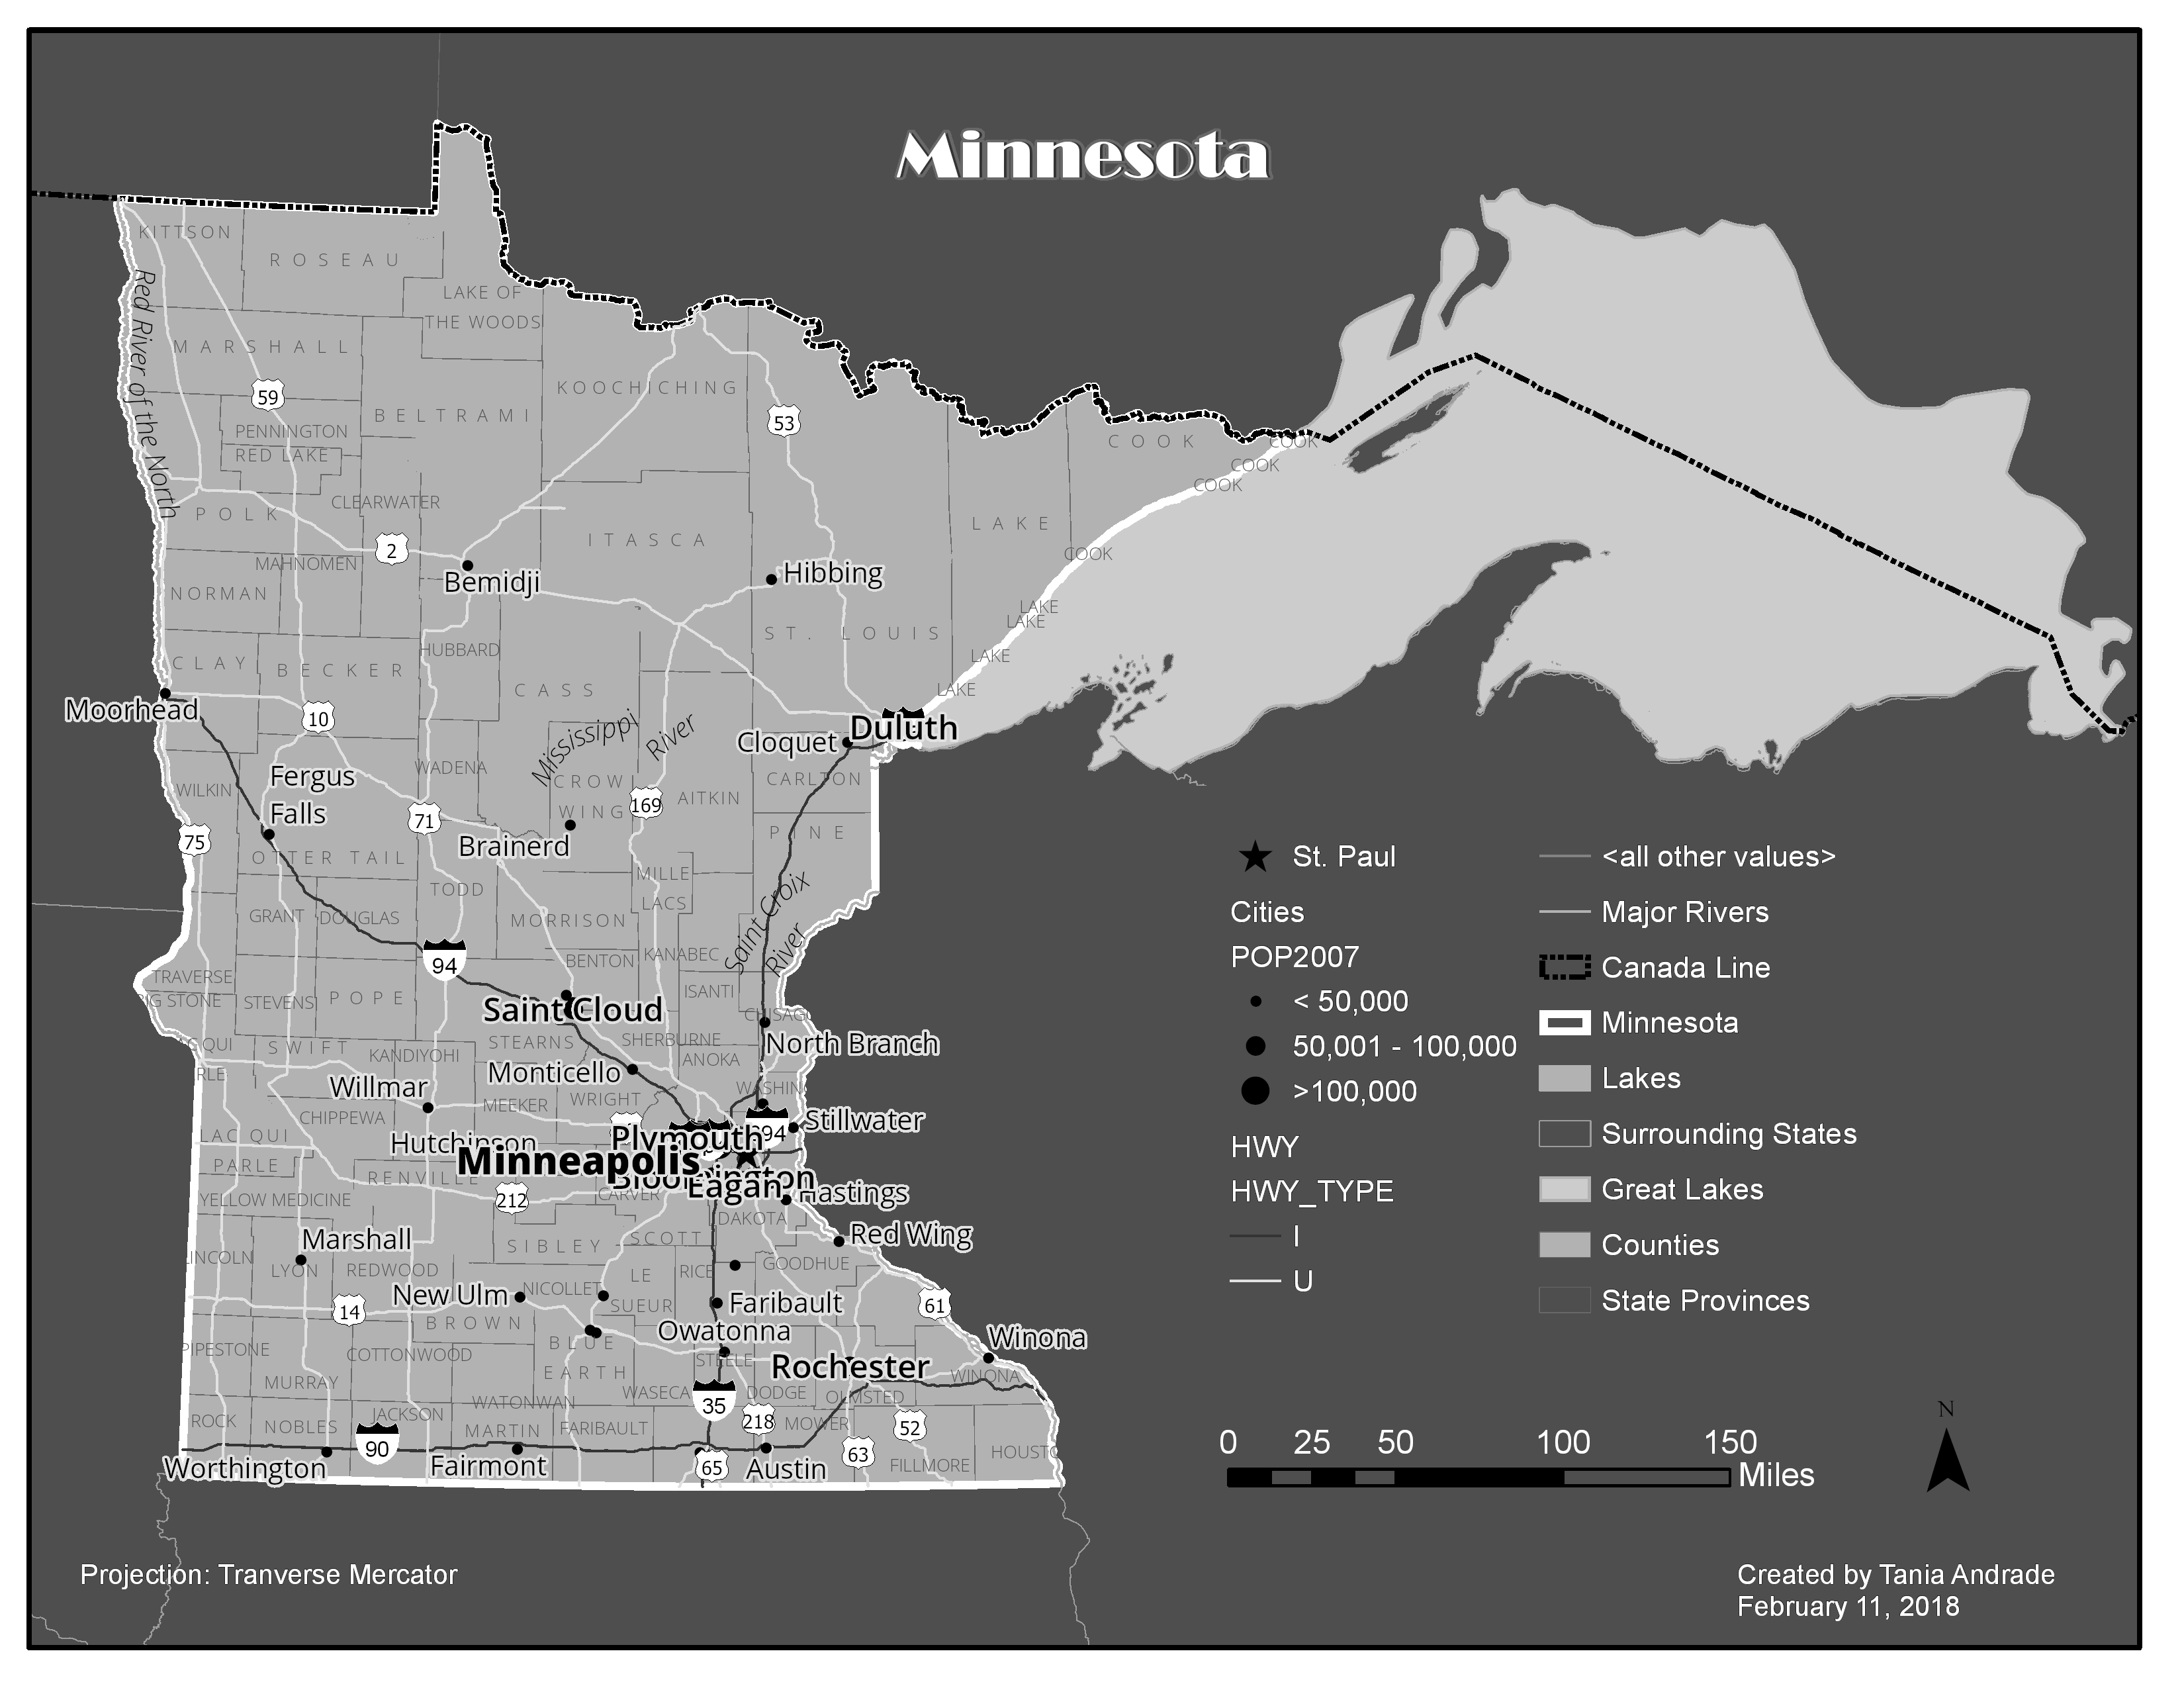 Minnesota
KITTSON
ROSEAU
LAKE OF
THE WOODS
Red River of the North
MARSHALL
KOOCHICHING
59
BELTRAMI
53
PENNINGTON
RED LAKE
COOK
COOK
COOK
COOK
CLEARWATER
POLK
LAKE
2
ITASCA
COOK
MAHNOMEN
Bemidji
Hibbing
NORMAN
LAKE
LAKE
ST. LOUIS
HUBBARD
LAKE
CLAY
BECKER
CASS
LAKE
Moorhead
10
Mississippi
River
Duluth
Cloquet
WADENA
Fergus
Falls
CROW
WING
CARLTON
WILKIN
169
AITKIN
71
75
Brainerd
PINE
OTTER TAIL
MILLE
LACS
TODD
GRANT
DOUGLAS
MORRISON
Saint Croix
River
94
BENTON
KANABEC
TRAVERSE
BIG STONE
STEVENS
POPE
ISANTI
Saint Cloud
CHISAGO
SWIFT
STEARNS
SHERBURNE
North Branch
KANDIYOHI
ANOKA
Monticello
Willmar
WASHIN
MEEKER
WRIGHT
CHIPPEWA
Stillwater
94
LAC QUI
PARLE
Hutchinson
Plymouth
Minneapolis
Bloomington
Eagan
RENVILLE
Hastings
YELLOW MEDICINE
212
CARVER
DAKOTA
Marshall
Red Wing
SIBLEY
SCOTT
LYON
REDWOOD
RICE
GOODHUE
LE
SUEUR
New Ulm
NICOLLET
14
Faribault
61
BROWN
Owatonna
BLUE
EARTH
Winona
PIPESTONE
COTTONWOOD
STEELE
Rochester
MURRAY
WATONWAN
WASECA
DODGE
OLMSTED
WINONA
35
ROCK
NOBLES
JACKSON
MARTIN
FARIBAULT
218
MOWER
52
90
63
HOUSTO
Worthington
Fairmont
65
Austin
FILLMORE
St. Paul
Cities
POP2007
< 50,000
50,001 - 100,000
>100,000
HWY
HWY_TYPE
I
U
<all other values>
Major Rivers
Canada Line
Minnesota
Lakes
Surrounding States
Great Lakes
Counties
State Provinces
0 25 50 100 150
Miles
N
Projection: Tranverse Mercator
Created by Tania Andrade
February 11, 2018